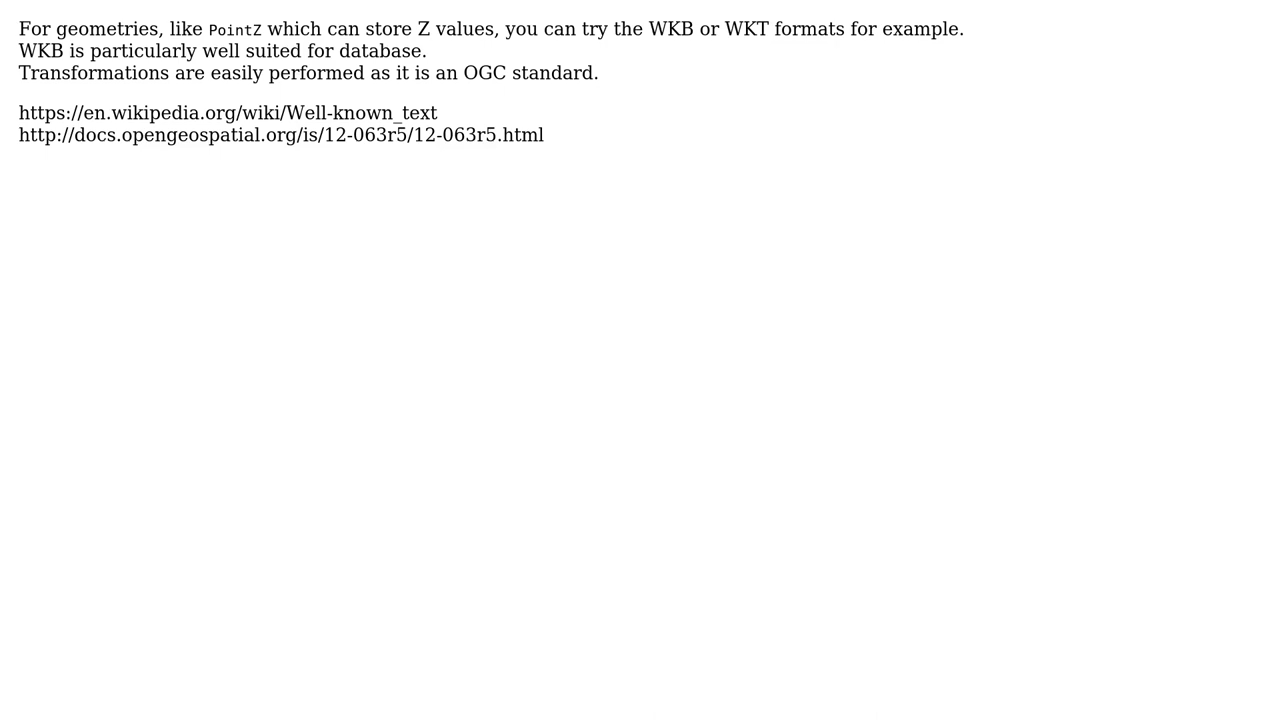 For geometries, like PointZ which can store Z values, you can try the WKB or WKT formats for example.
WKB is particularly well suited for database.
Transformations are easily performed as it is an OGC standard.
https://en.wikipedia.org/wiki/Well-known_text
http://docs.opengeospatial.org/is/12-063r5/12-063r5.html